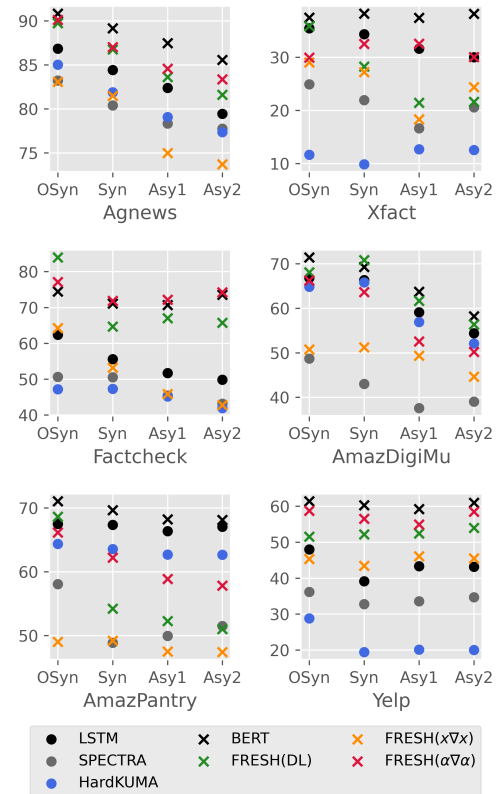 90
85
80
75
OSyn Syn Asy1 Asy2
Agnews
30
20
10
OSyn Syn Asy1 Asy2
Xfact
80
70
60
50
40
OSyn Syn Asy1 Asy2
Factcheck
70
60
50
40
OSyn Syn Asy1 Asy2
AmazDigiMu
70
60
50
OSyn Syn Asy1 Asy2
AmazPantry
60
50
40
30
20
OSyn Syn Asy1 Asy2
Yelp
LSTM BERT FRESH(x∇x)
SPECTRA FRESH(DL) FRESH(α∇α)
HardKUMA